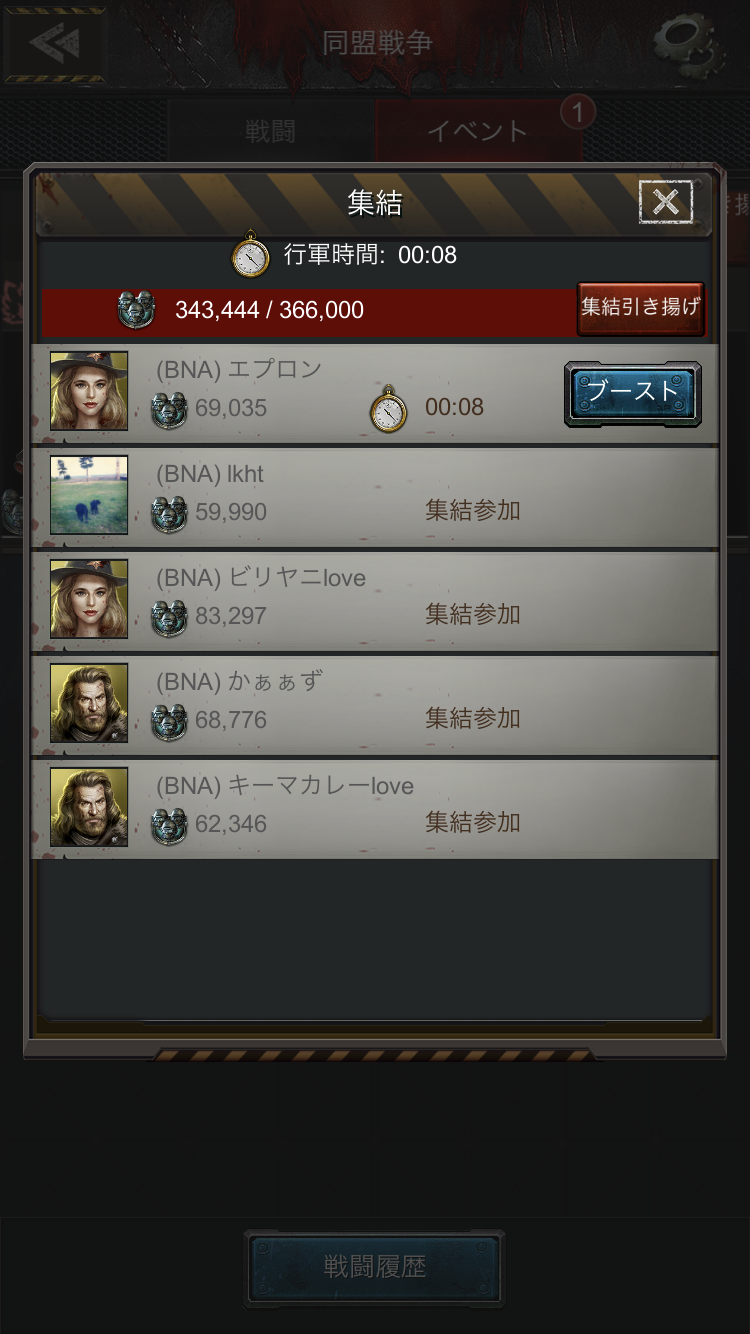 同盟戦争
戦闘
イベント
1
集結
行軍時間: 00:08
343,444 / 366,000
集結引き揚げ
(BNA) エプロン
69,035
00:08
ブースト
(BNA) lkht
59,990
集結参加
(BNA) ビリヤニlove
83,297
集結参加
(BNA) かぁぁず
68,776
集結参加
(BNA) キーマカレーlove
62,346
集結参加
戦闘履歴